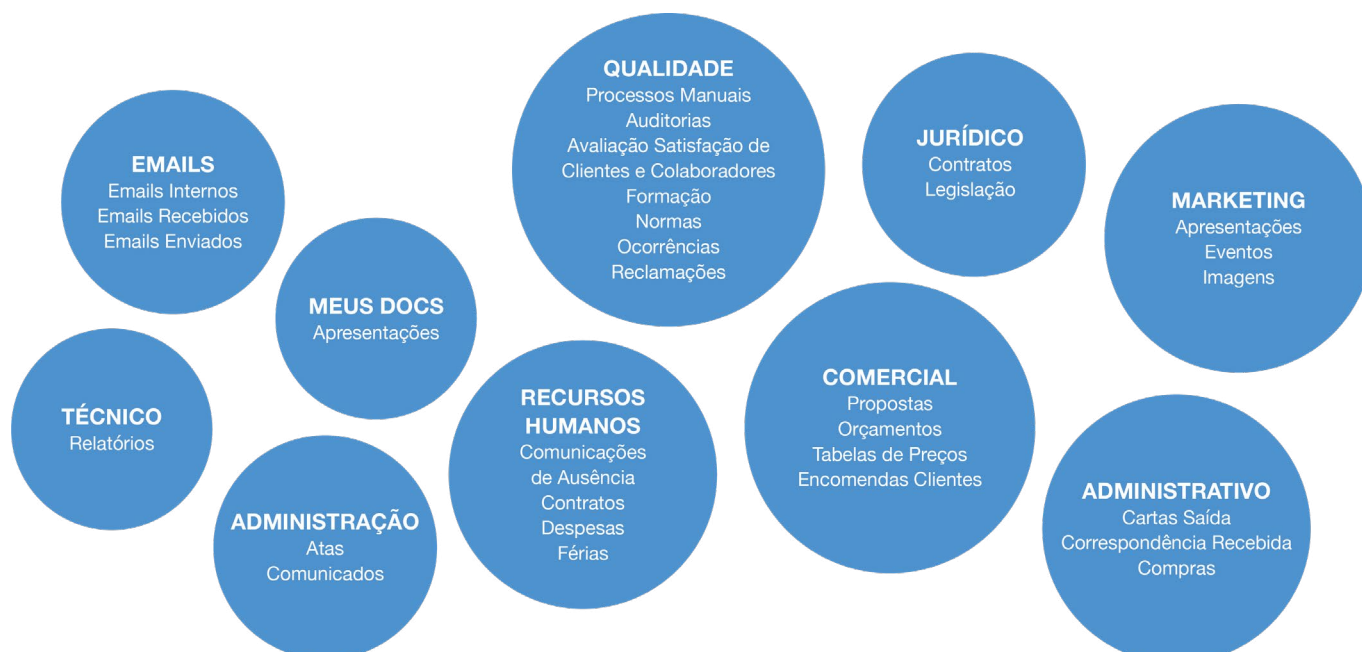 EMAILS
Emails Internos
Emails Recebidos
Emails Enviados
MEUS DOCS
Apresentações
TÉCNICO
Relatórios
ADMINISTRAÇÃO
Atas
Comunicados
QUALIDADE
Processos Manuais
Auditorias
Avaliação Satisfação de
Clientes e Colaboradores
Formação
Normas
Ocorrências
Reclamações
RECURSOS
HUMANOS
Comunicações
de Ausência
Contratos
Despesas
Férias
JURÍDICO
Contratos
Legislação
COMERCIAL
Propostas
Orçamentos
Tabelas de Preços
Encomendas Clientes
MARKETING
Apresentações
Eventos
Imagens
ADMINISTRATIVO
Cartas Saída
Correspondência Recebida
Compras